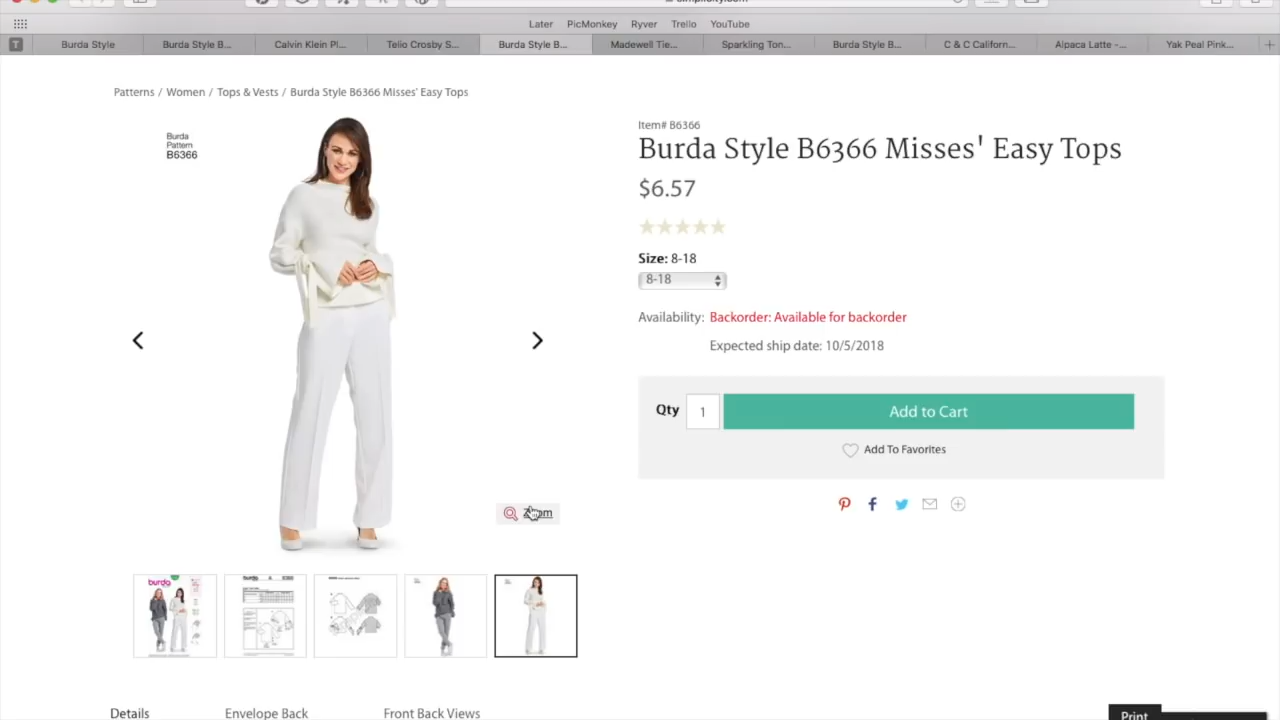 simplicity.com
Later PicMonkey Ryver Trello YouTube
T Burda Style Burda Style B... Calvin Klein Pl... Telio Crosby S... Burda Style B... Madewell Tie... Sparkling Ton... Burda Style B... C & C Californ... Alpaca Latte -... Yak Peal Pink...
Patterns / Women / Tops & Vests / Burda Style B6366 Misses' Easy Tops
Burda
Pattern
B6366
Item# B6366
Burda Style B6366 Misses' Easy Tops
$6.57
Size: 8-18
8-18
Availability: Backorder: Available for backorder
Expected ship date: 10/5/2018
Qty 1 Add to Cart
Add To Favorites
Zoom
burda
Details Envelope Back Front Back Views
Print